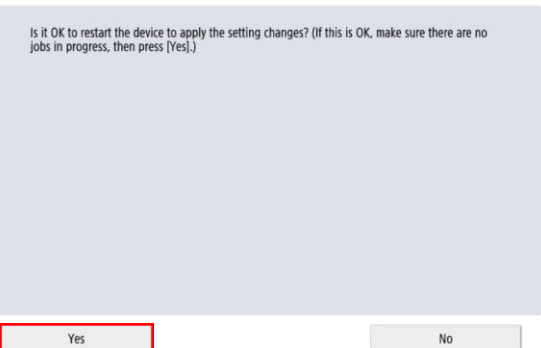 Is it OK to restart the device to apply the setting changes? (If this is OK, make sure there are no
jobs in progress, then press [Yes].)
Yes
No